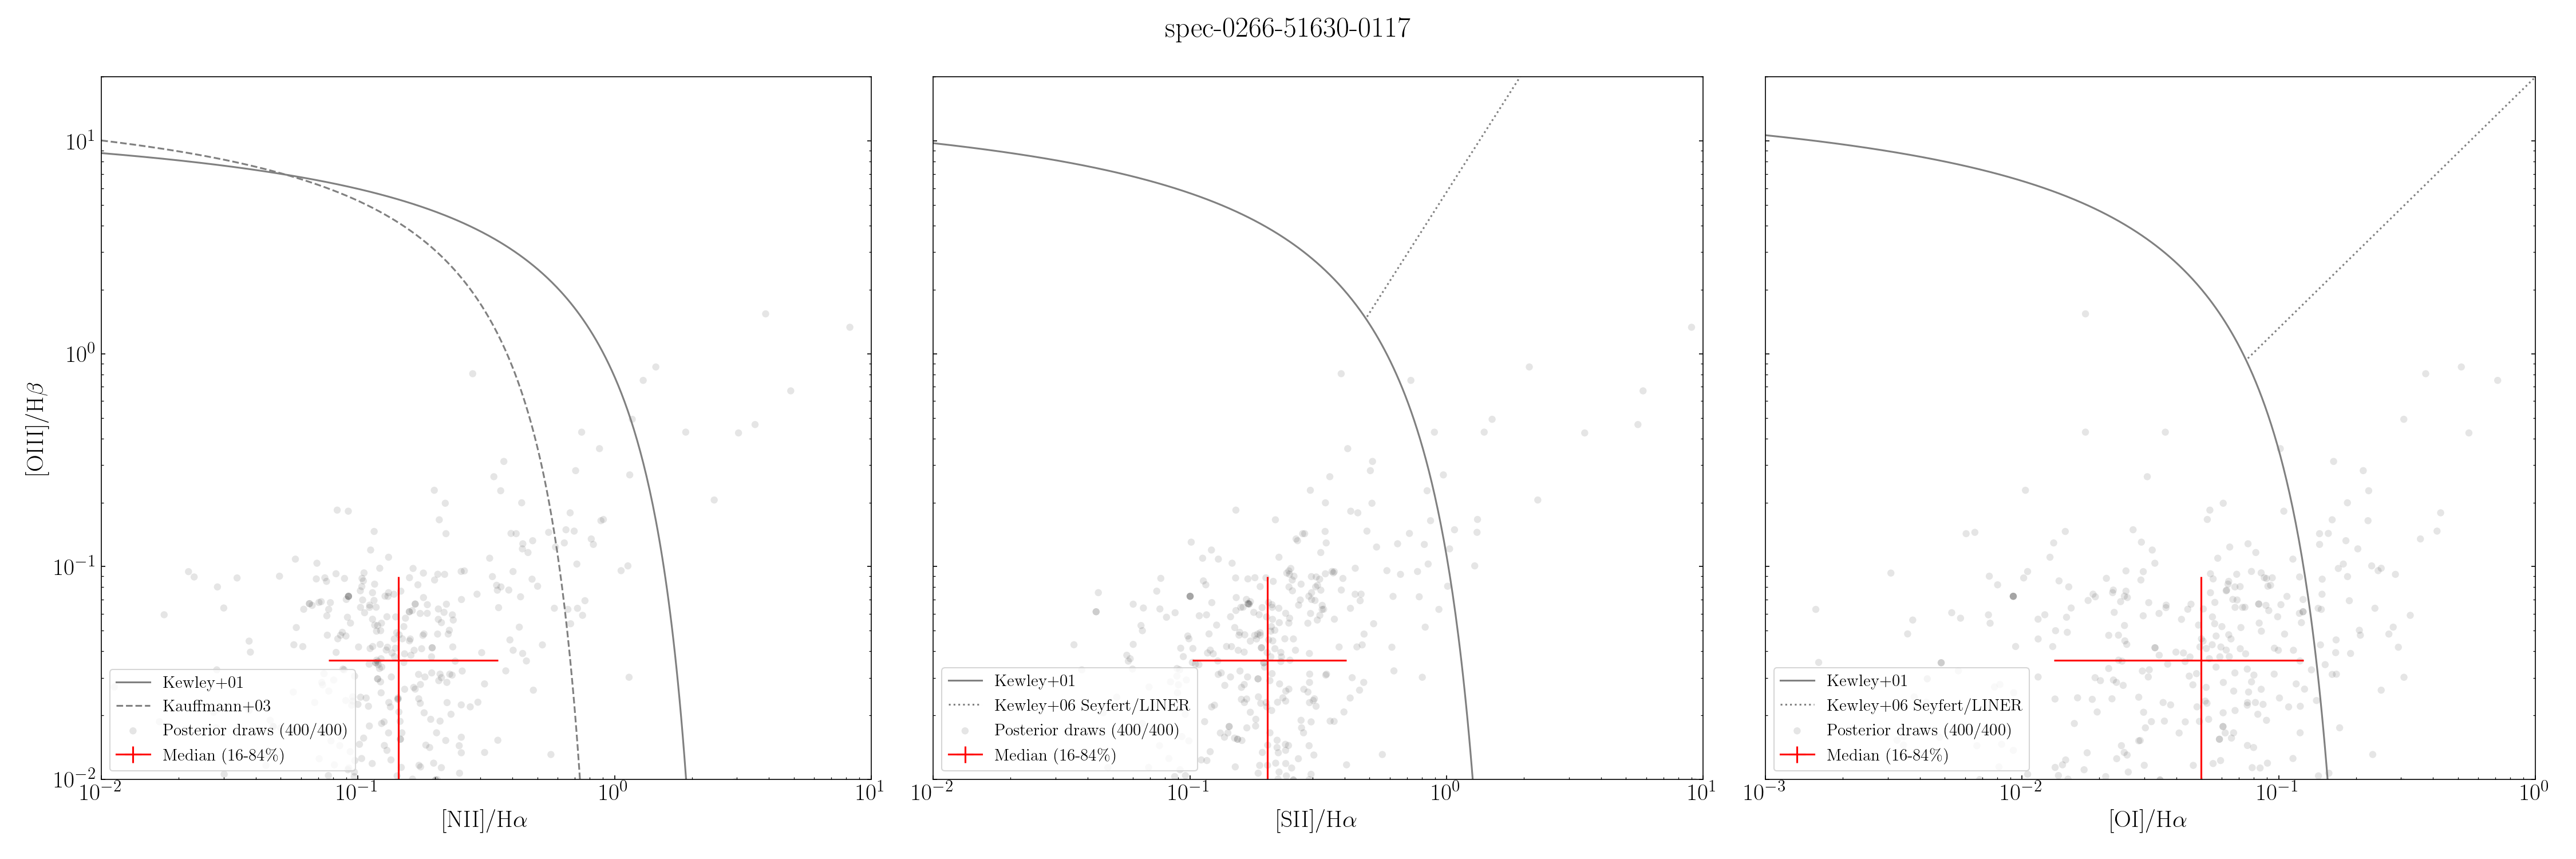 spec-0266-51630-0117
[OIII]/Hβ
10^1
10^0
10^-1
10^-2
Kewley+01
Kauffmann+03
Posterior draws (400/400)
Median (16-84%)
10^-2 10^-1 10^0 10^1
[NII]/Hα
Kewley+01
Kewley+06 Seyfert/LINER
Posterior draws (400/400)
Median (16-84%)
10^-2 10^-1 10^0 10^1
[SII]/Hα
Kewley+01
Kewley+06 Seyfert/LINER
Posterior draws (400/400)
Median (16-84%)
10^-3 10^-2 10^-1 10^0
[OI]/Hα